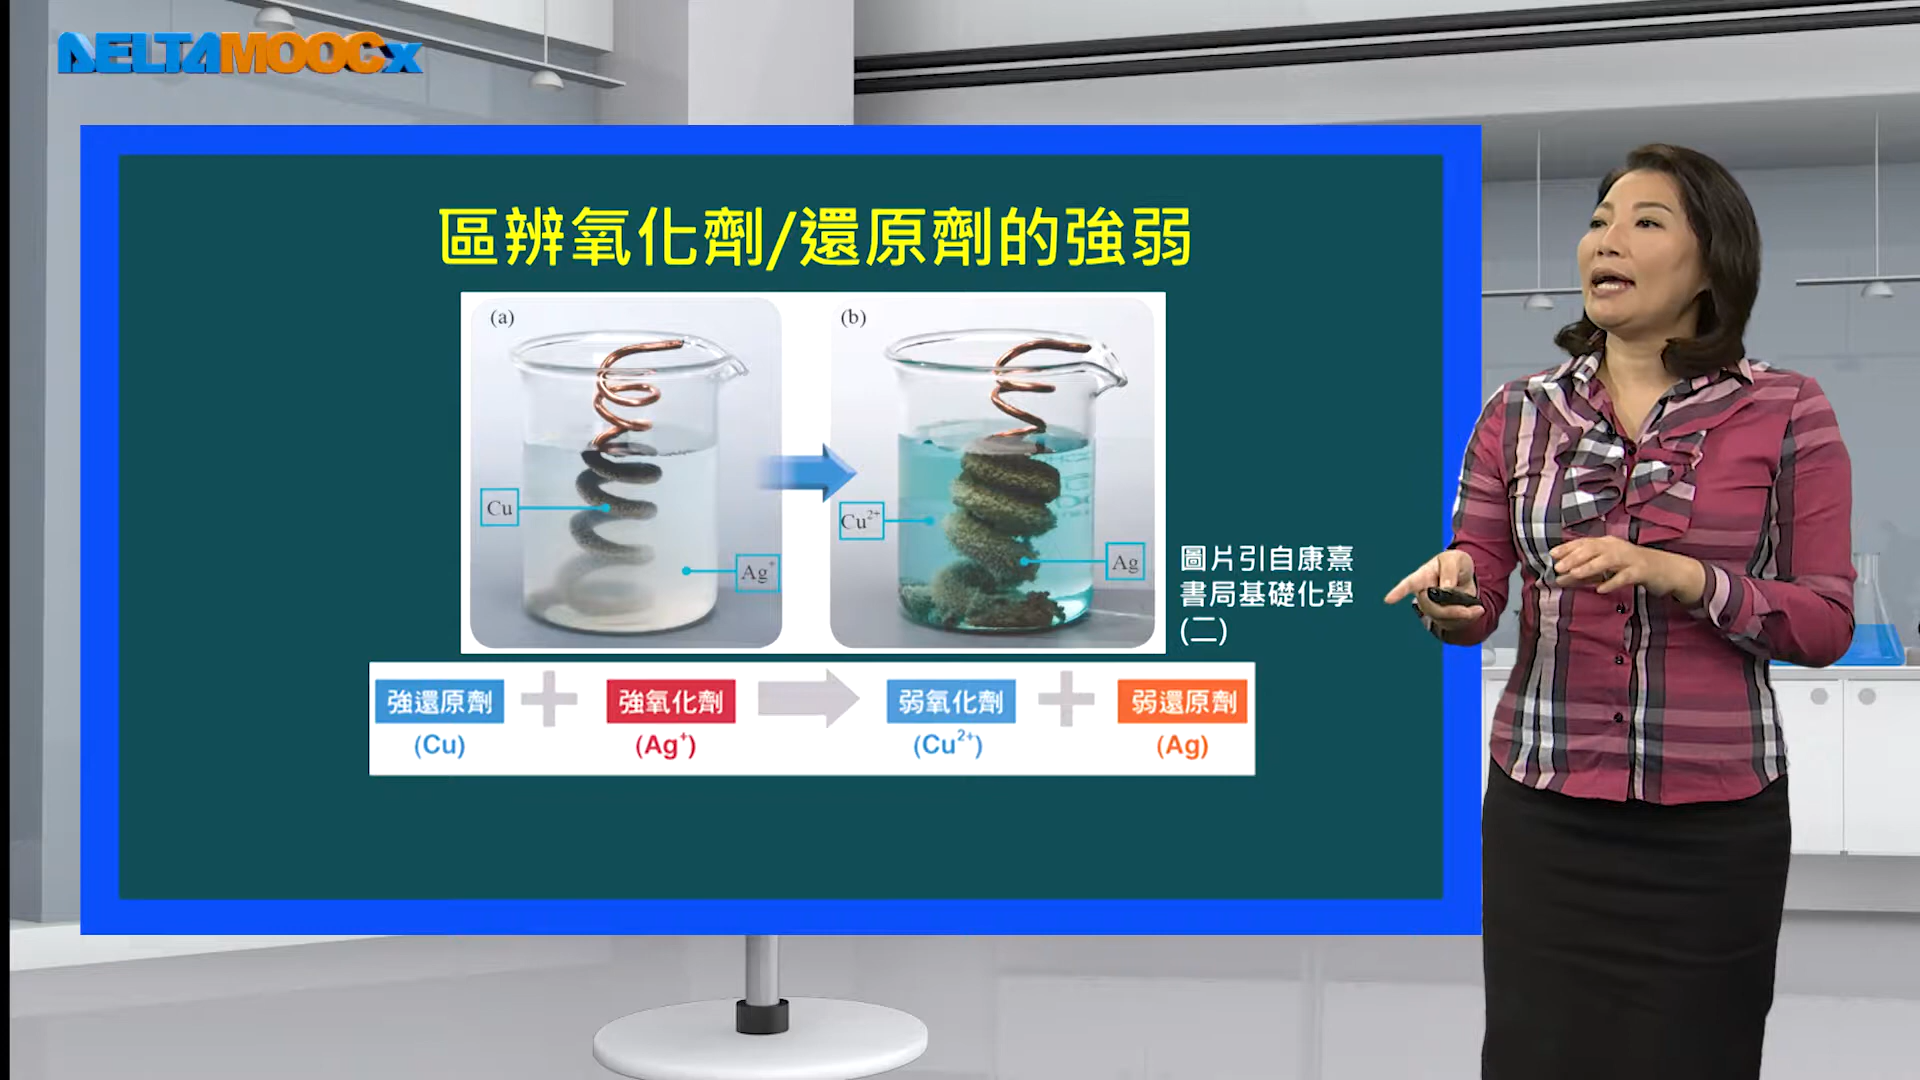 DELTAMOOCx
區辨氧化劑/還原劑的強弱
(a)
(b)
Cu
Ag⁺
Cu²⁺
Ag
圖片引自康熹
書局基礎化學
(二)
強還原劑
強氧化劑
弱氧化劑
弱還原劑
(Cu)
(Ag⁺)
(Cu²⁺)
(Ag)